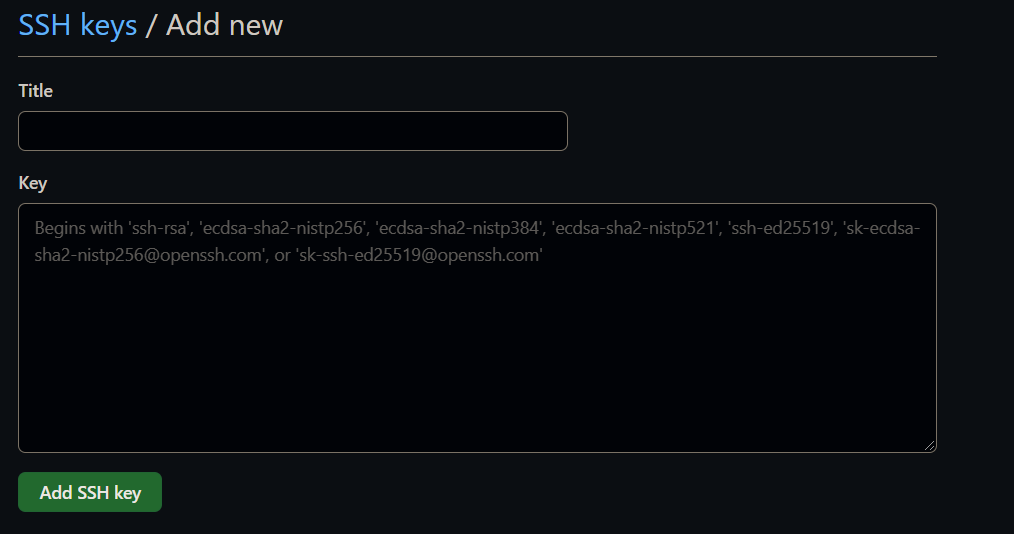 SSH keys / Add new
Title
Key
Begins with 'ssh-rsa', 'ecdsa-sha2-nistp256', 'ecdsa-sha2-nistp384', 'ecdsa-sha2-nistp521', 'ssh-ed25519', 'sk-ecdsa-
sha2-nistp256@openssh.com', or 'sk-ssh-ed25519@openssh.com'
Add SSH key